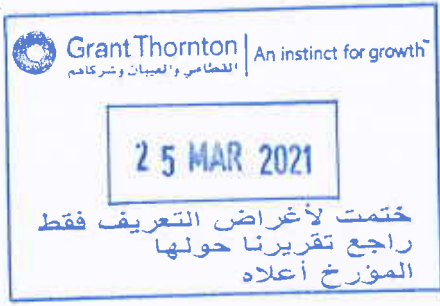 Grant Thornton | An instinct for growth™
القطامي والعيبان وشركاهم
25 MAR 2021
ختمت لأغراض التعريف فقط
راجع تقريرنا حولها
المؤرخ أعلاه